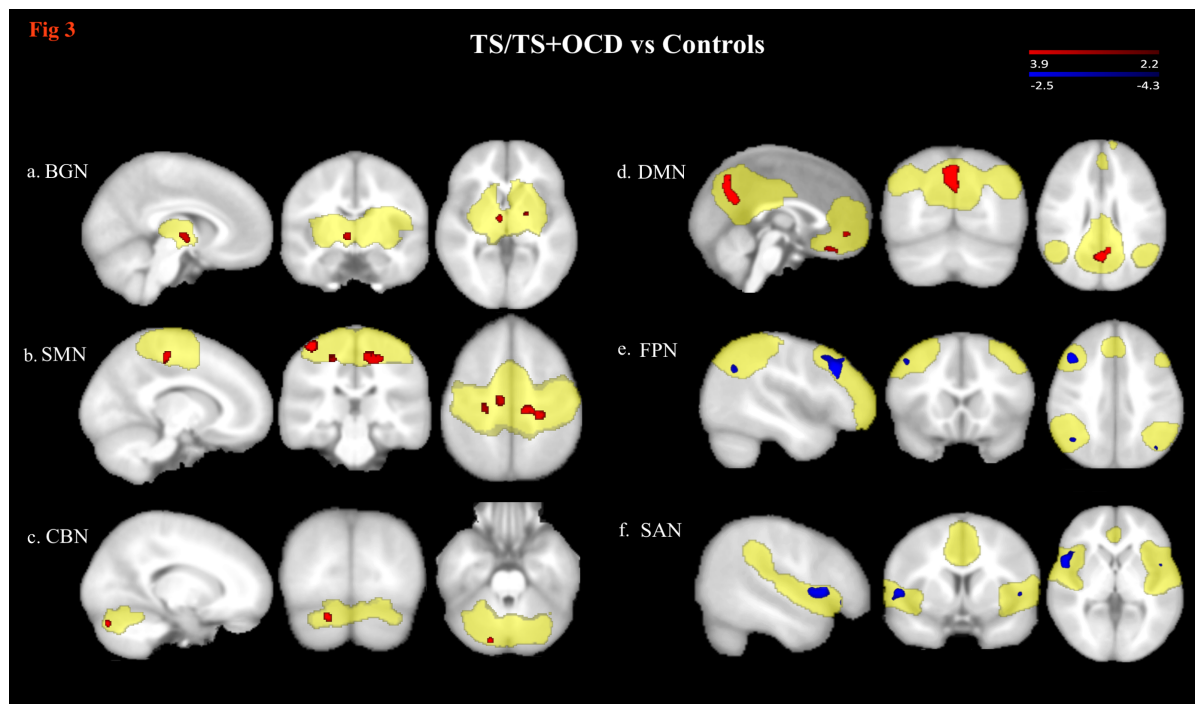 Fig 3
TS/TS+OCD vs Controls
3.9 2.2
-2.5 -4.3
a. BGN
b. SMN
c. CBN
d. DMN
e. FPN
f. SAN